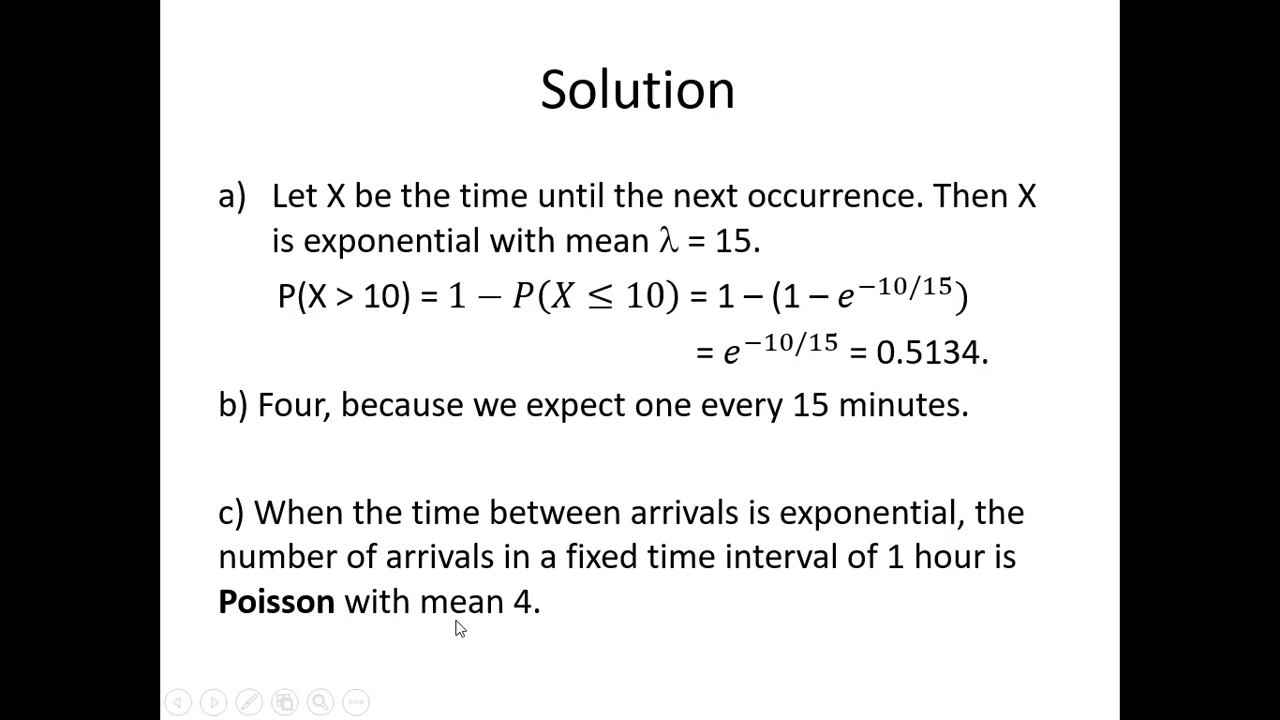 Solution
a) Let X be the time until the next occurrence. Then X
is exponential with mean λ = 15.
P(X > 10) = 1 − P(X ≤ 10) = 1 – (1 – e^{−10/15})
= e^{−10/15} = 0.5134.
b) Four, because we expect one every 15 minutes.
c) When the time between arrivals is exponential, the
number of arrivals in a fixed time interval of 1 hour is
Poisson with mean 4.